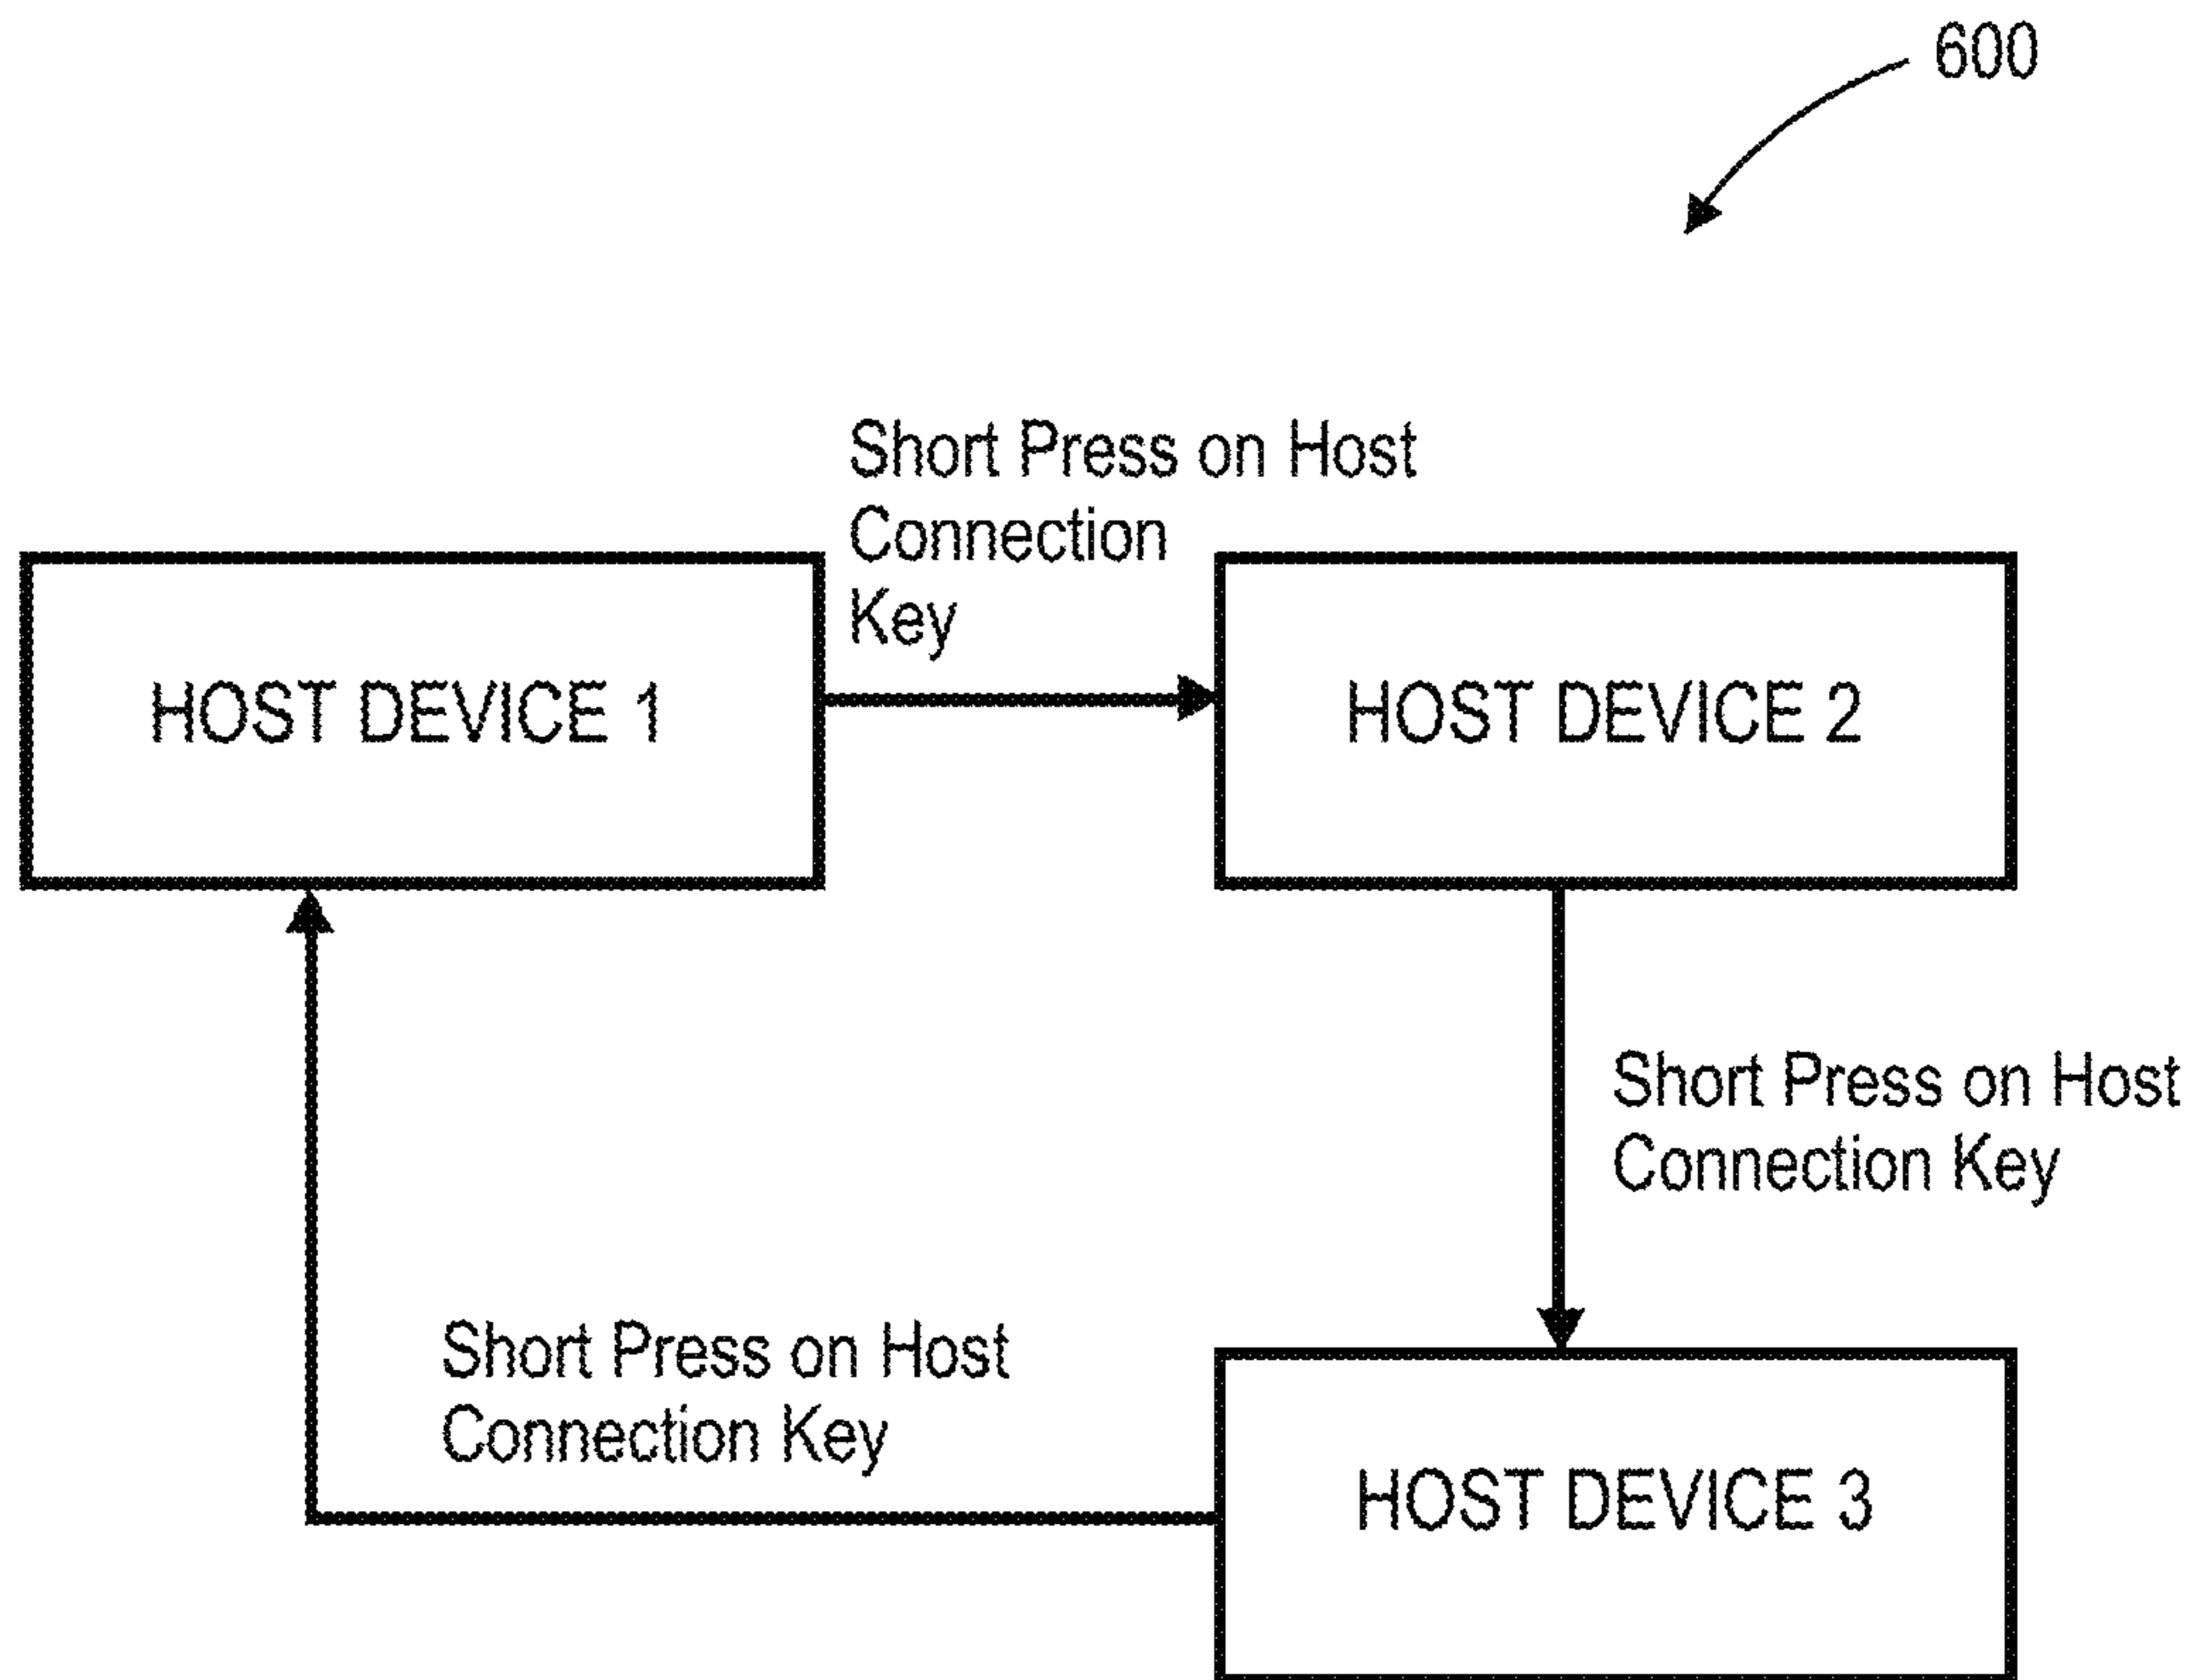 600
Short Press on Host
Connection
Key
HOST DEVICE 1
HOST DEVICE 2
Short Press on Host
Connection Key
Short Press on Host
Connection Key
HOST DEVICE 3